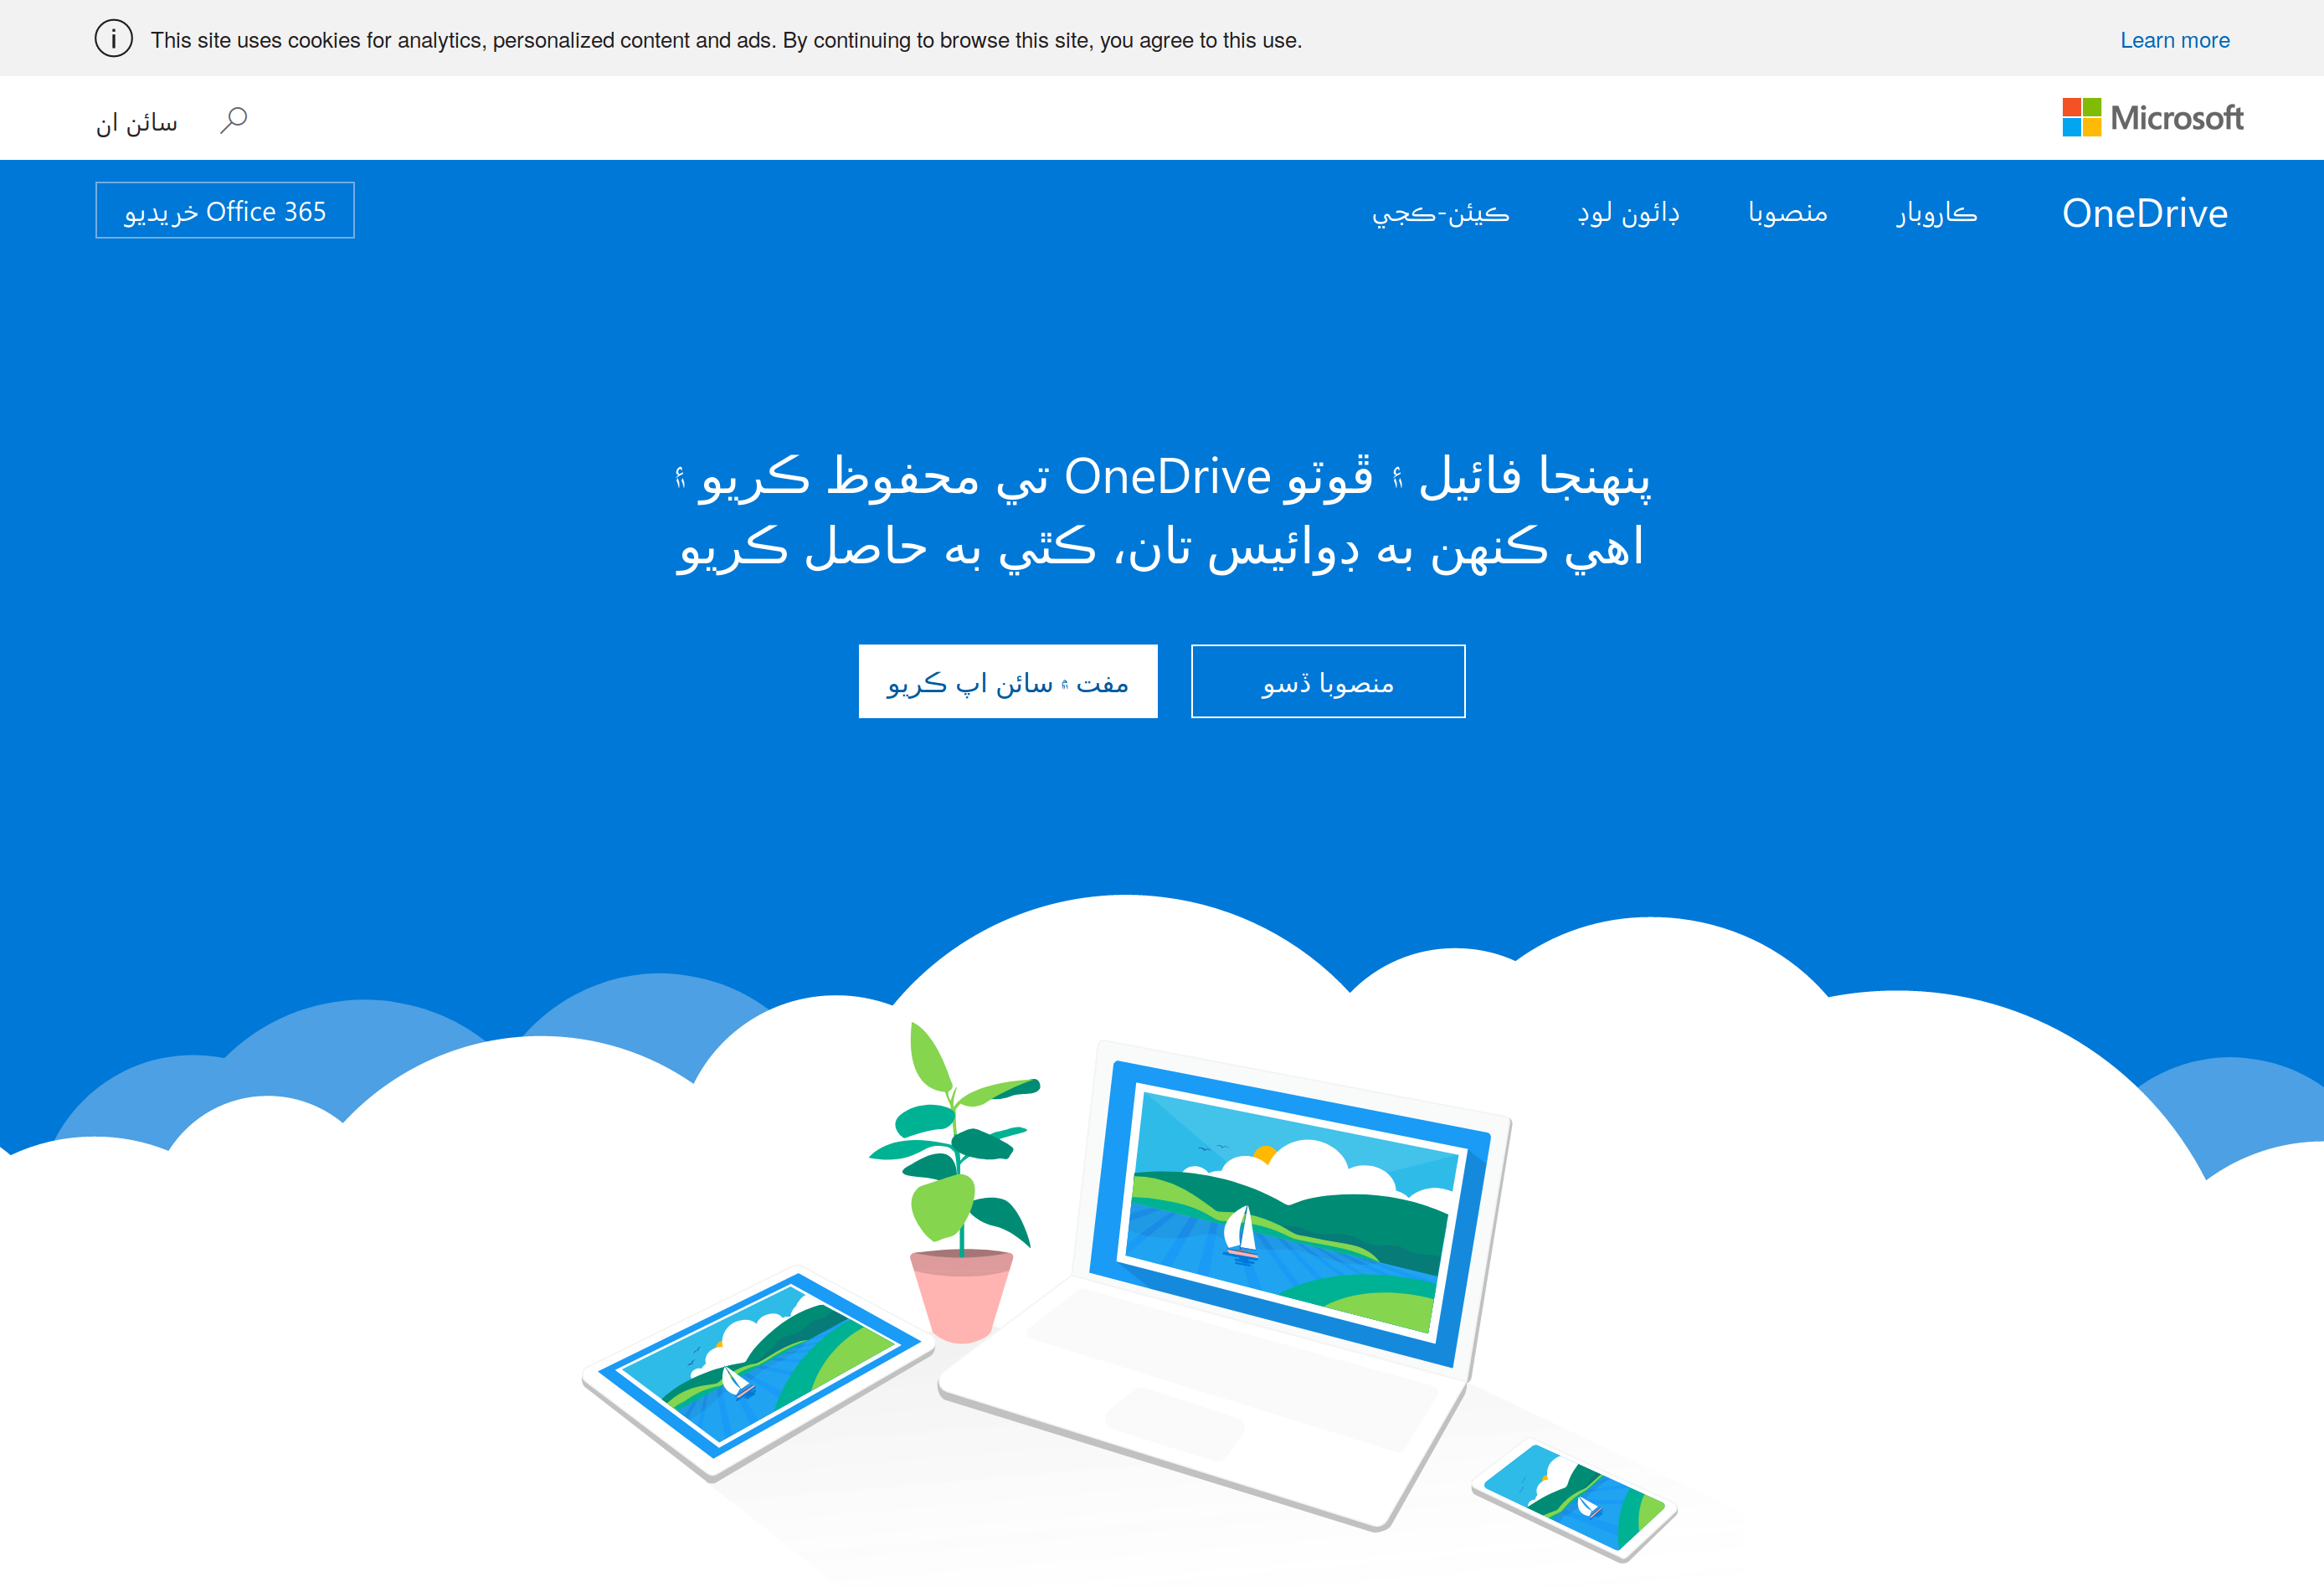 This site uses cookies for analytics, personalized content and ads. By continuing to browse this site, you agree to this use.
Learn more
Microsoft
سائن ان
OneDrive
ڪاروبار
منصوبا
ڊائون لوڊ
ڪيئن-ڪجي
Office 365 خريديو
پنهنجا فائيل ۽ ڦوٽو OneDrive تي محفوظ ڪريو ۽
اهي ڪنهن به ڊوائيس تان، ڪٿي به حاصل ڪريو
منصوبا ڏسو
مفت ۾ سائن اپ ڪريو